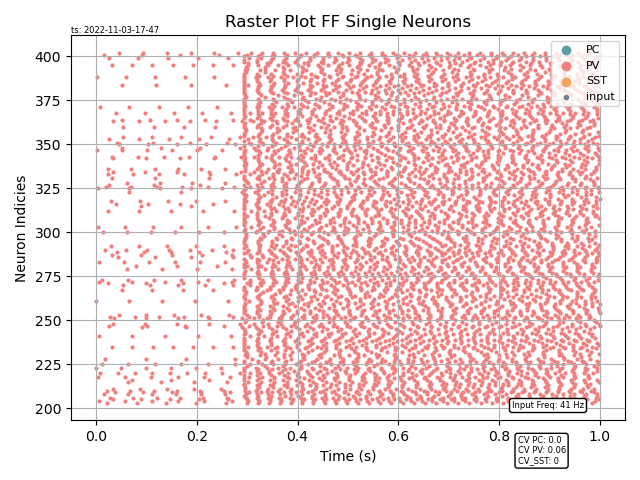 Raster Plot FF Single Neurons
ts: 2022-11-03-17-47
400
375
350
325
300
275
250
225
200
Neuron Indicies
PC
PV
SST
input
Input Freq: 41 Hz
0.0 0.2 0.4 0.6 0.8 1.0
Time (s)
CV PC: 0.0
CV PV: 0.06
CV_SST: 0